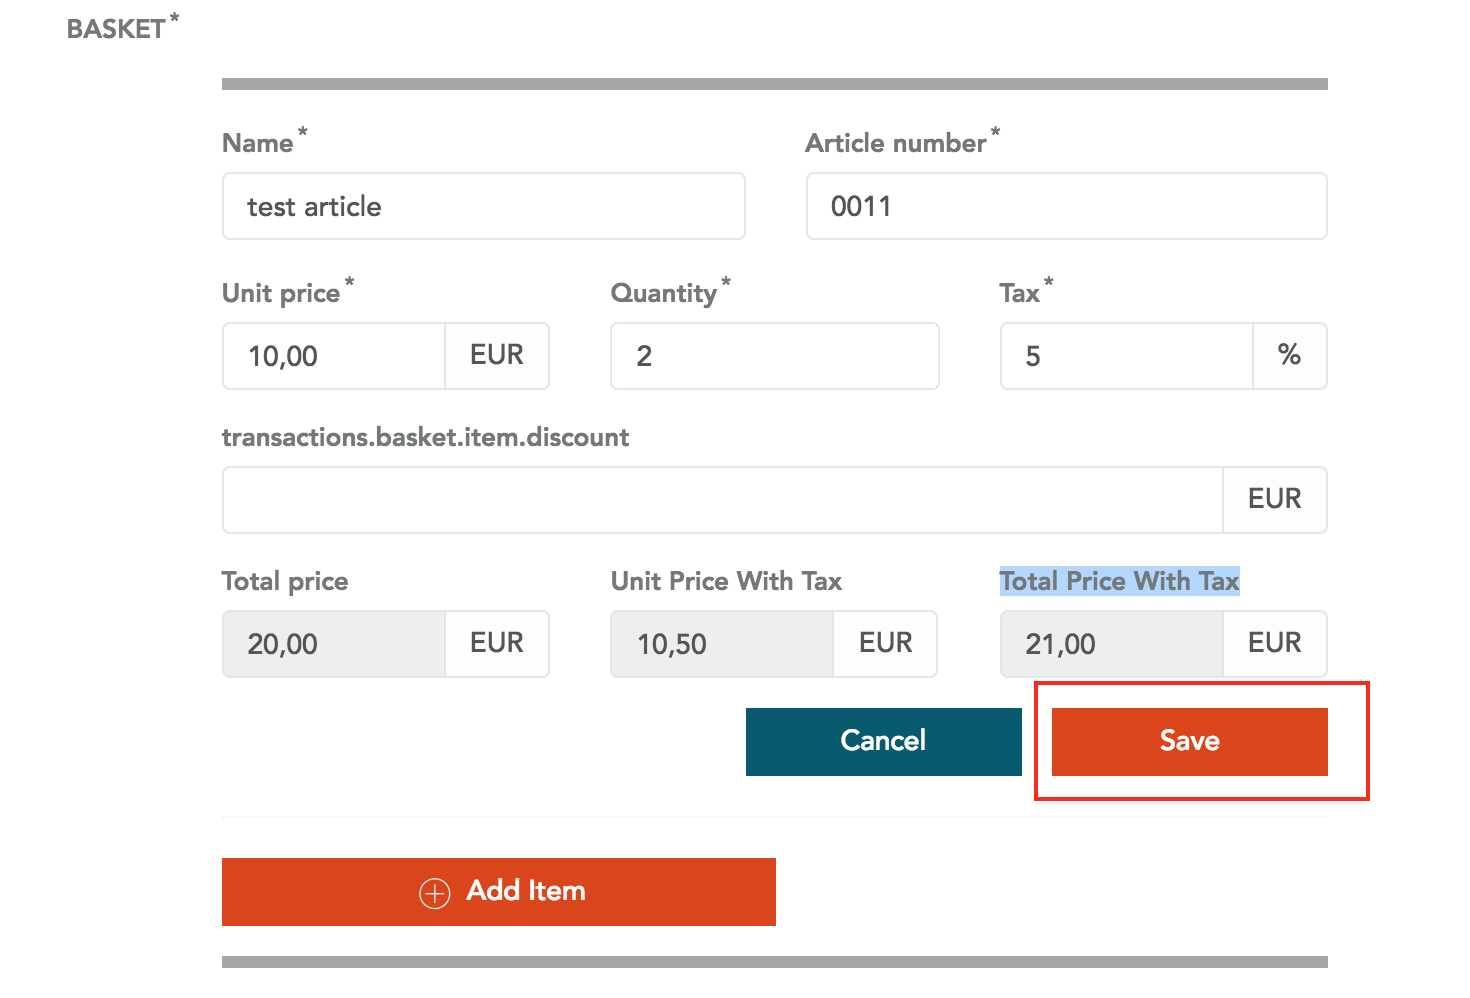 BASKET*
Name* Article number*
test article 0011
Unit price* Quantity* Tax*
10,00 EUR 2 5 %
transactions.basket.item.discount
EUR
Total price Unit Price With Tax Total Price With Tax
20,00 EUR 10,50 EUR 21,00 EUR
Cancel Save
Add Item